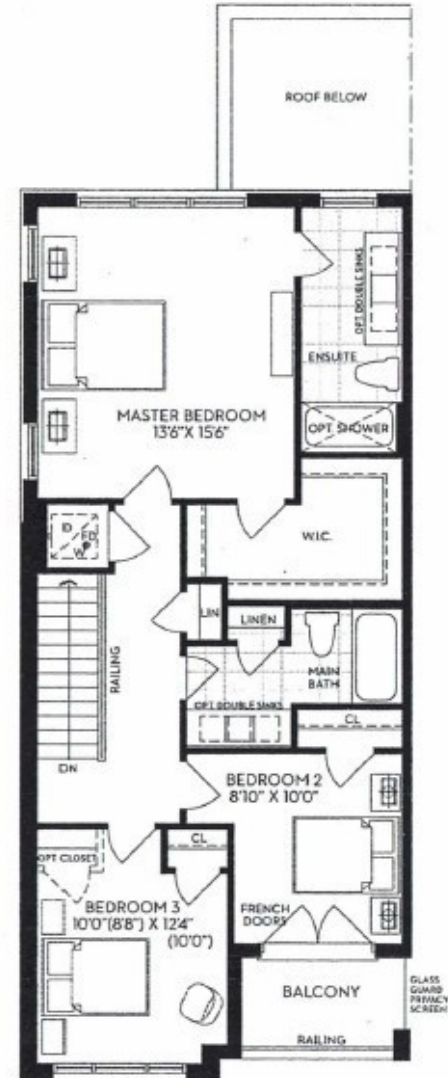 ROOF BELOW
OPT DOUBLE SINKS
ENSUITE
MASTER BEDROOM
13'6" X 15'6"
OPT SHOWER
W.I.C.
D
FD
W
LIN
LINEN
RAILING
MAIN
BATH
OPT DOUBLE SINKS
CL
DN
BEDROOM 2
8'10" X 10'0"
CL
OPT CLOSET
BEDROOM 3
10'0"(8'8") X 12'4"
(10'0")
FRENCH
DOORS
BALCONY
GLASS
GUARD
PRIVACY
SCREEN
RAILING